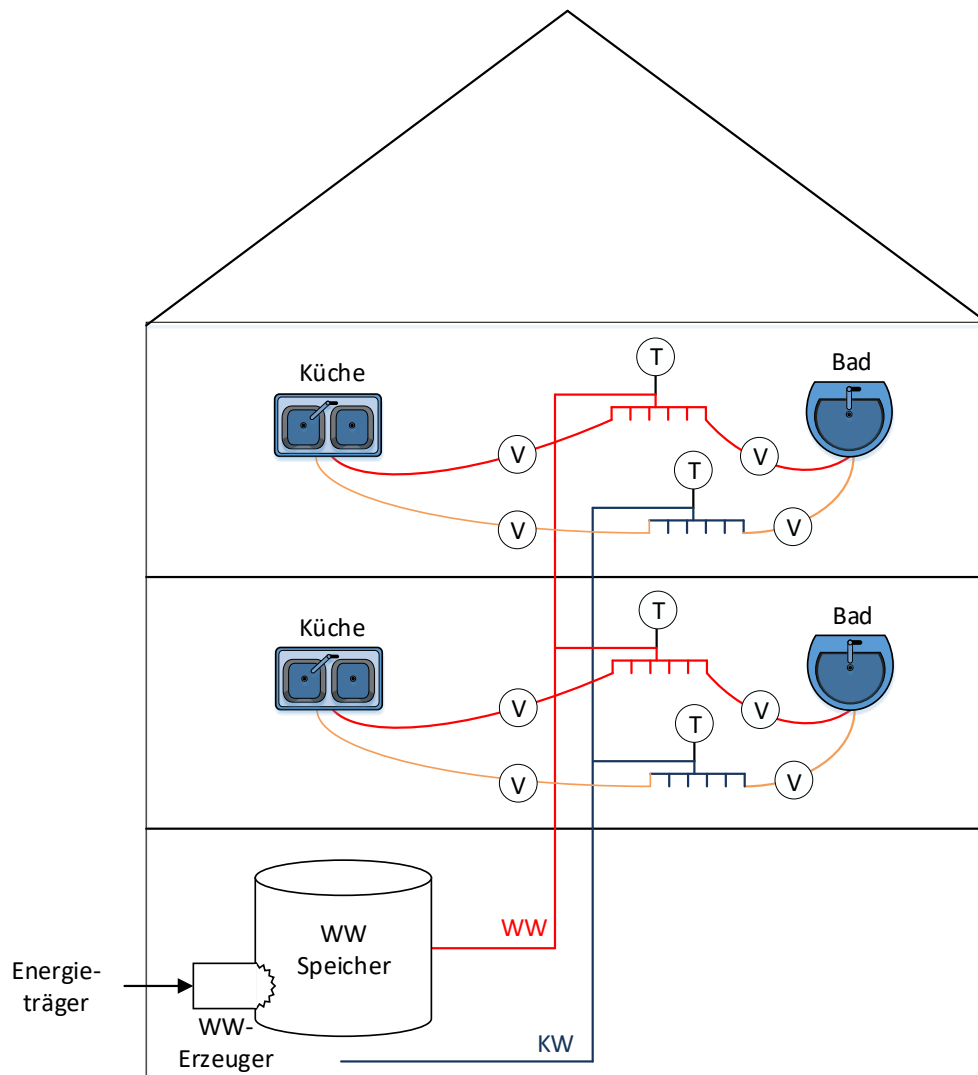 T
Küche
Bad
V
V
T
V
V
T
Küche
Bad
V
V
T
V
V
WW
Speicher
WW
Energie-
träger
WW-
Erzeuger
KW